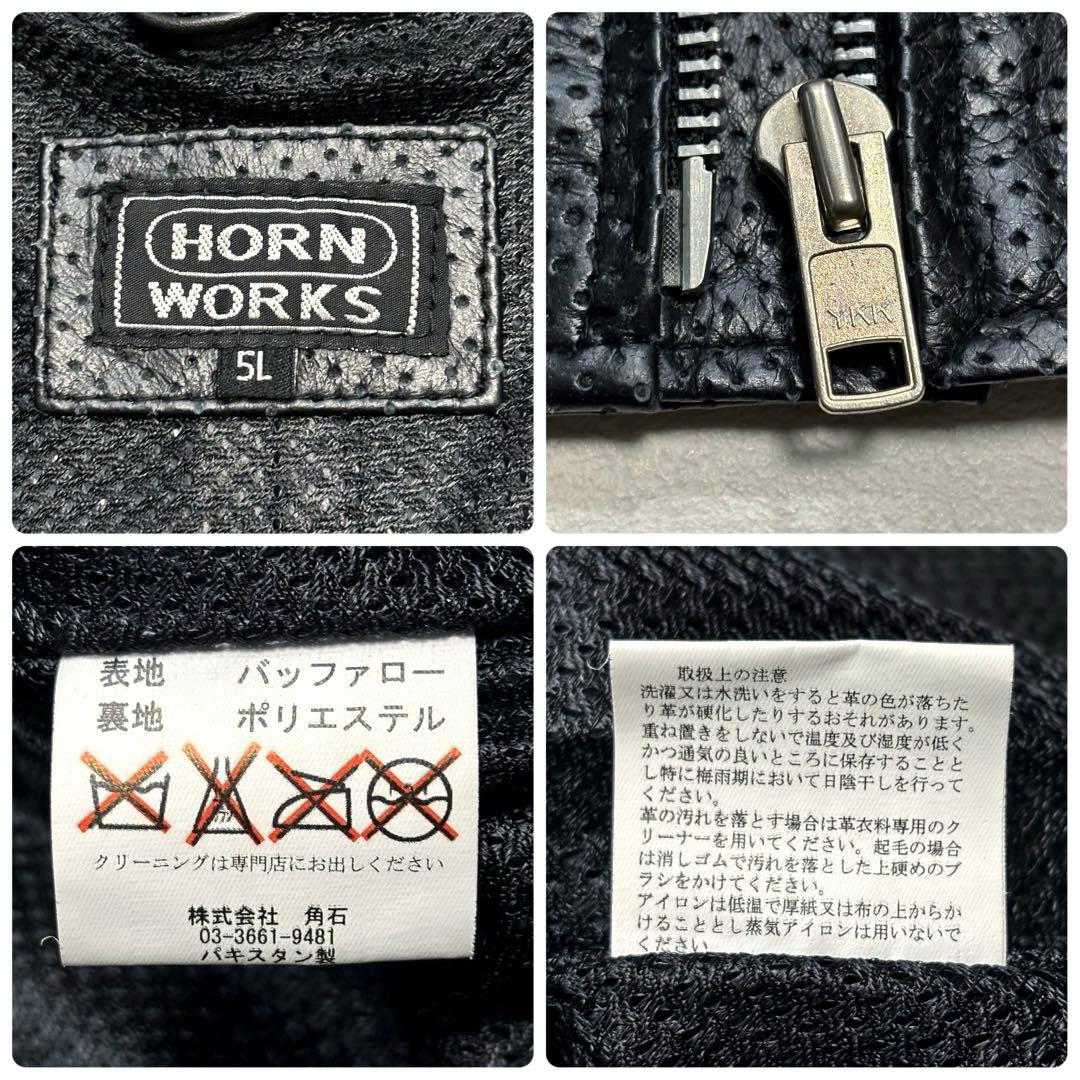 HORN
WORKS
5L
YKK
表地 バッファロー
裏地 ポリエステル
クリーニングは専門店にお出しください
株式会社 角石
03-3661-9481
パキスタン製
取扱上の注意
洗濯又は水洗いをすると革の色が落ちた
り革が硬化したりするおそれがあります。
重ね置きをしないで温度及び湿度が低く
かつ通気の良いところに保存することと
し特に梅雨期において日陰干しを行って
ください。
革の汚れを落とす場合は革衣料専用のク
リーナーを用いてください。起毛の場合
は消しゴムで汚れを落とした上硬めのブ
ラシをかけてください。
アイロンは低温で厚紙又は布の上からか
けることとし蒸気アイロンは用いないで
ください